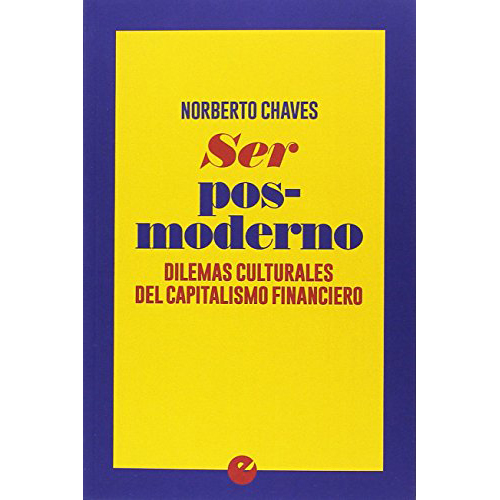 NORBERTO CHAVES
Ser
pos-
moderno
DILEMAS CULTURALES
DEL CAPITALISMO FINANCIERO
e